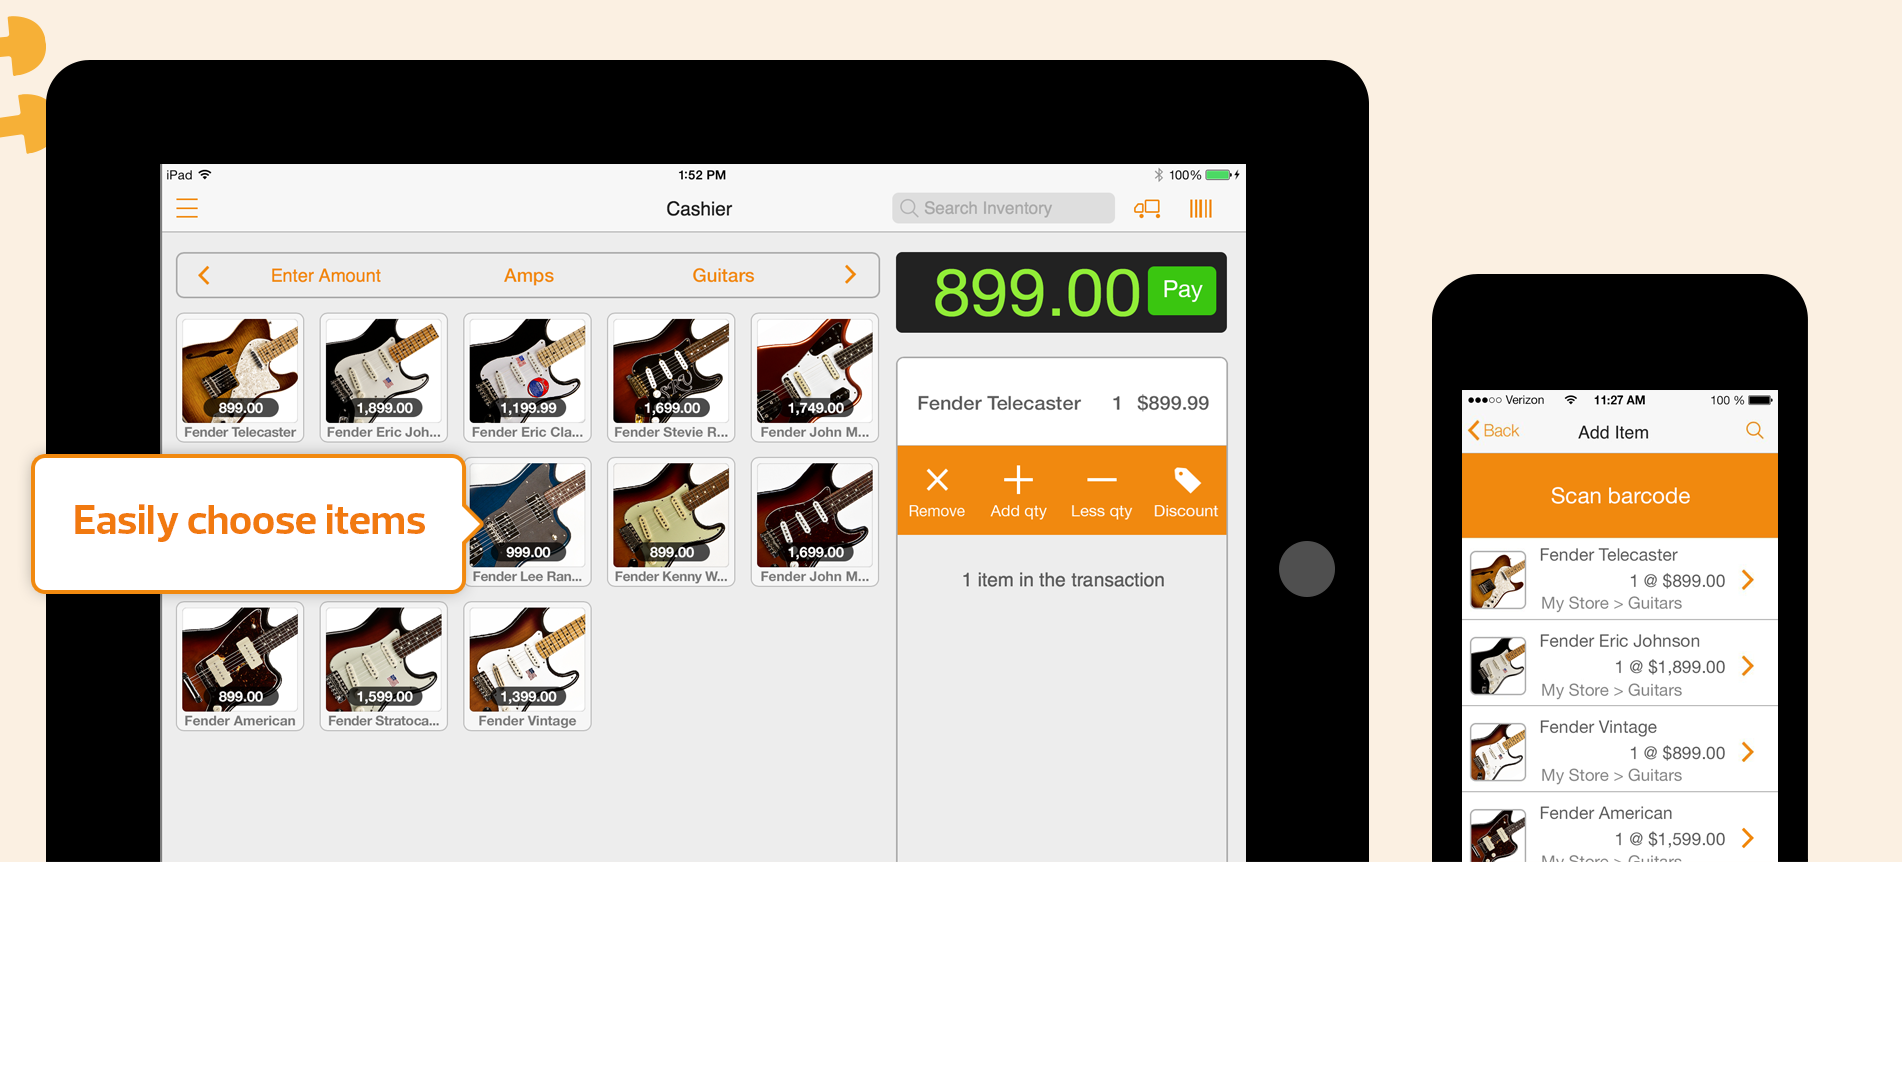 iPad 1:52 PM 100%
Cashier Search Inventory
Enter Amount Amps Guitars
899.00 Pay
899.00 1,899.00 1,199.99 1,699.00 1,749.00
Fender Telecaster Fender Eric Joh... Fender Eric Cla... Fender Stevie R... Fender John M...
Fender Telecaster 1 $899.99
Remove Add qty Less qty Discount
Easily choose items
999.00 899.00 1,699.00
Fender Lee Ran... Fender Kenny W... Fender John M...
1 item in the transaction
899.00 1,599.00 1,399.00
Fender American Fender Stratoca... Fender Vintage
Verizon 11:27 AM 100 %
Back Add Item
Scan barcode
Fender Telecaster
1 @ $899.00
My Store > Guitars
Fender Eric Johnson
1 @ $1,899.00
My Store > Guitars
Fender Vintage
1 @ $899.00
My Store > Guitars
Fender American
1 @ $1,599.00
My Store > Guitars